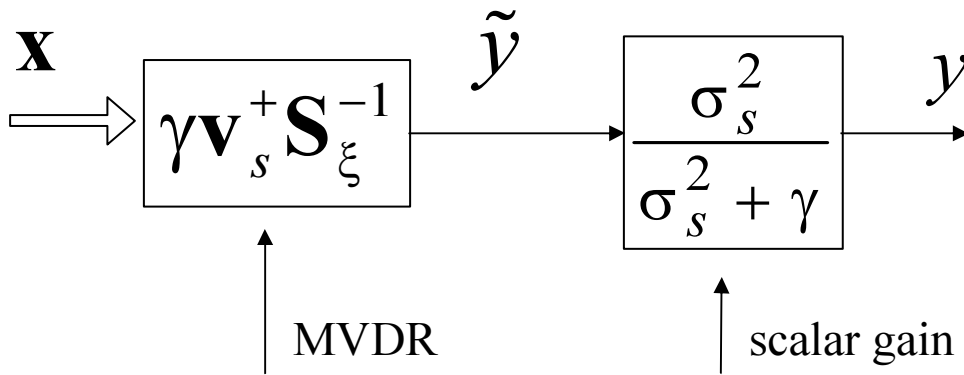 x
ỹ
y
γv_s^+ S_ξ^{-1}
σ_s^2
σ_s^2 + γ
MVDR
scalar gain